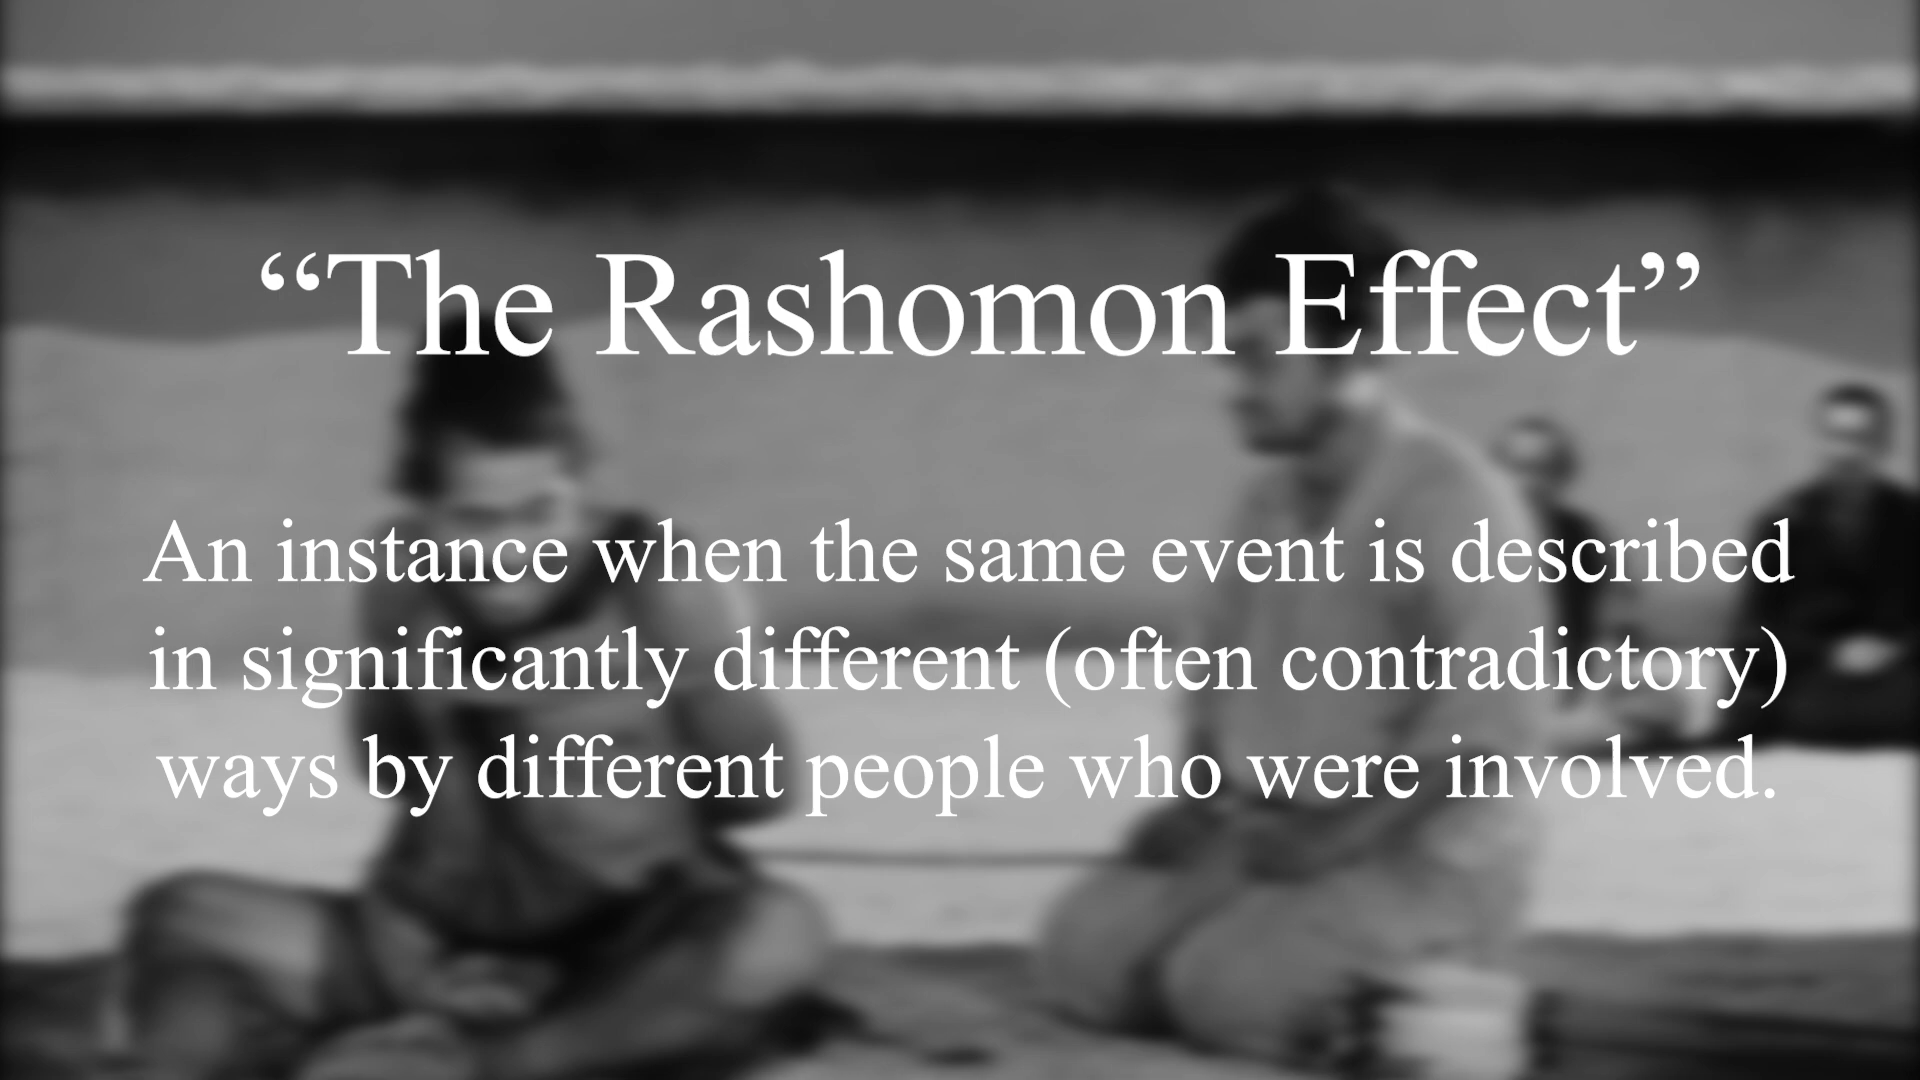 “The Rashomon Effect”
An instance when the same event is described
in significantly different (often contradictory)
ways by different people who were involved.